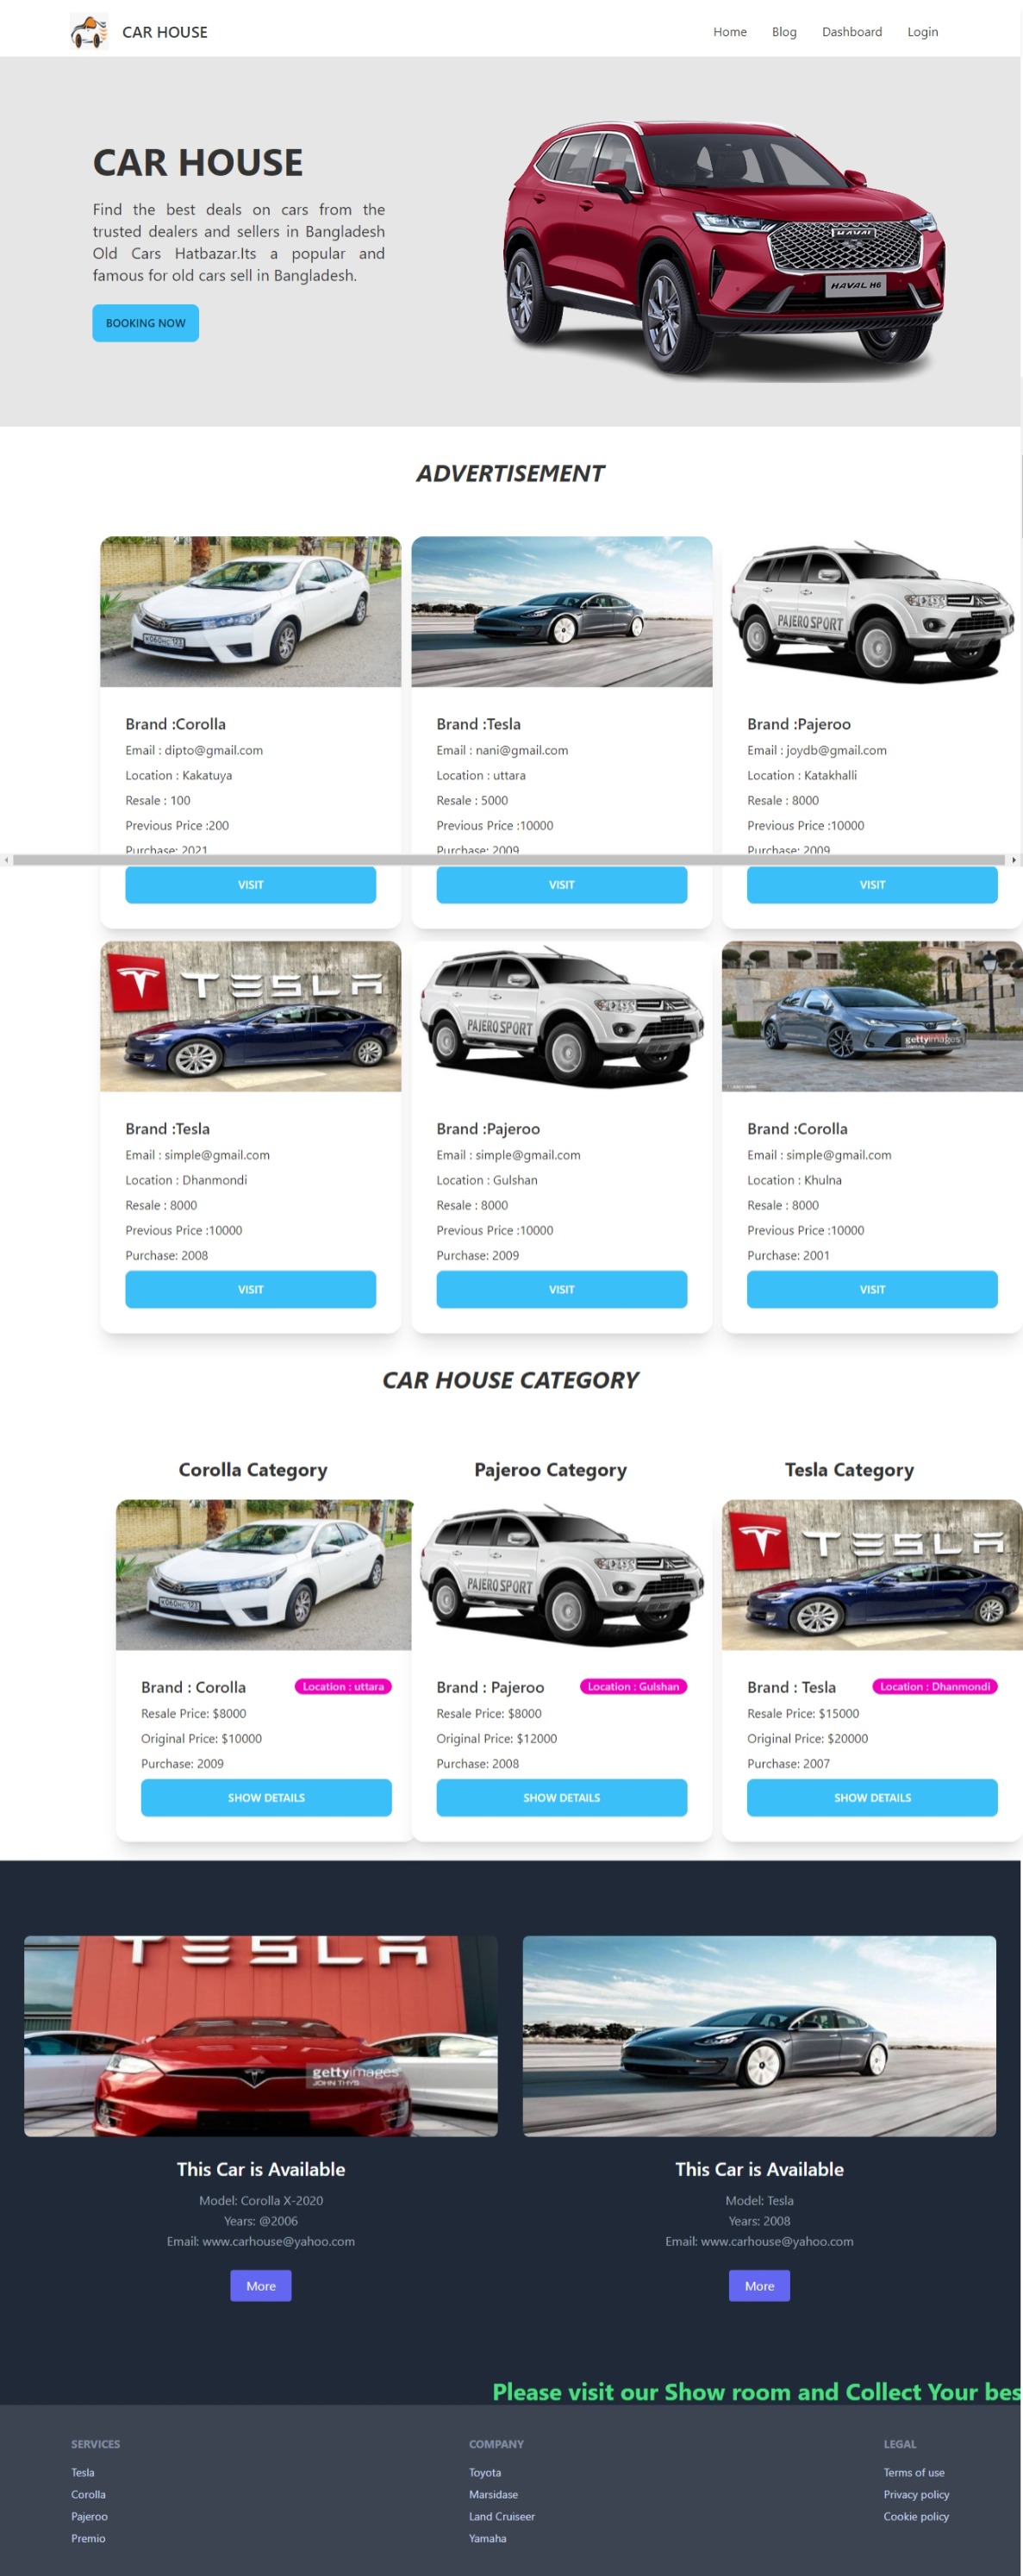 CAR HOUSE
Home
Blog
Dashboard
Login
CAR HOUSE
Find the best deals on cars from the
trusted dealers and sellers in Bangladesh
Old Cars Hatbazar.Its a popular and
famous for old cars sell in Bangladesh.
BOOKING NOW
HAVAL
HAVAL H6
ADVERTISEMENT
PAJERO SPORT
Brand :Corolla
Email : dipto@gmail.com
Location : Kakatuya
Resale : 100
Previous Price :200
Purchase: 2021
VISIT
Brand :Tesla
Email : nani@gmail.com
Location : uttara
Resale : 5000
Previous Price :10000
Purchase: 2009
VISIT
Brand :Pajeroo
Email : joydb@gmail.com
Location : Katakhalli
Resale : 8000
Previous Price :10000
Purchase: 2009
VISIT
TESLA
PAJERO SPORT
gettyimages
Brand :Tesla
Email : simple@gmail.com
Location : Dhanmondi
Resale : 8000
Previous Price :10000
Purchase: 2008
VISIT
Brand :Pajeroo
Email : simple@gmail.com
Location : Gulshan
Resale : 8000
Previous Price :10000
Purchase: 2009
VISIT
Brand :Corolla
Email : simple@gmail.com
Location : Khulna
Resale : 8000
Previous Price :10000
Purchase: 2001
VISIT
CAR HOUSE CATEGORY
Corolla Category
Pajeroo Category
Tesla Category
PAJERO SPORT
TESLA
Brand : Corolla
Location : uttara
Resale Price: $8000
Original Price: $10000
Purchase: 2009
SHOW DETAILS
Brand : Pajeroo
Location : Gulshan
Resale Price: $8000
Original Price: $12000
Purchase: 2008
SHOW DETAILS
Brand : Tesla
Location : Dhanmondi
Resale Price: $15000
Original Price: $20000
Purchase: 2007
SHOW DETAILS
TESLA
gettyimages
JOHN THYS
This Car is Available
Model: Corolla X-2020
Years: @2006
Email: www.carhouse@yahoo.com
More
This Car is Available
Model: Tesla
Years: 2008
Email: www.carhouse@yahoo.com
More
Please visit our Show room and Collect Your bes
SERVICES
Tesla
Corolla
Pajeroo
Premio
COMPANY
Toyota
Marsidase
Land Cruiseer
Yamaha
LEGAL
Terms of use
Privacy policy
Cookie policy